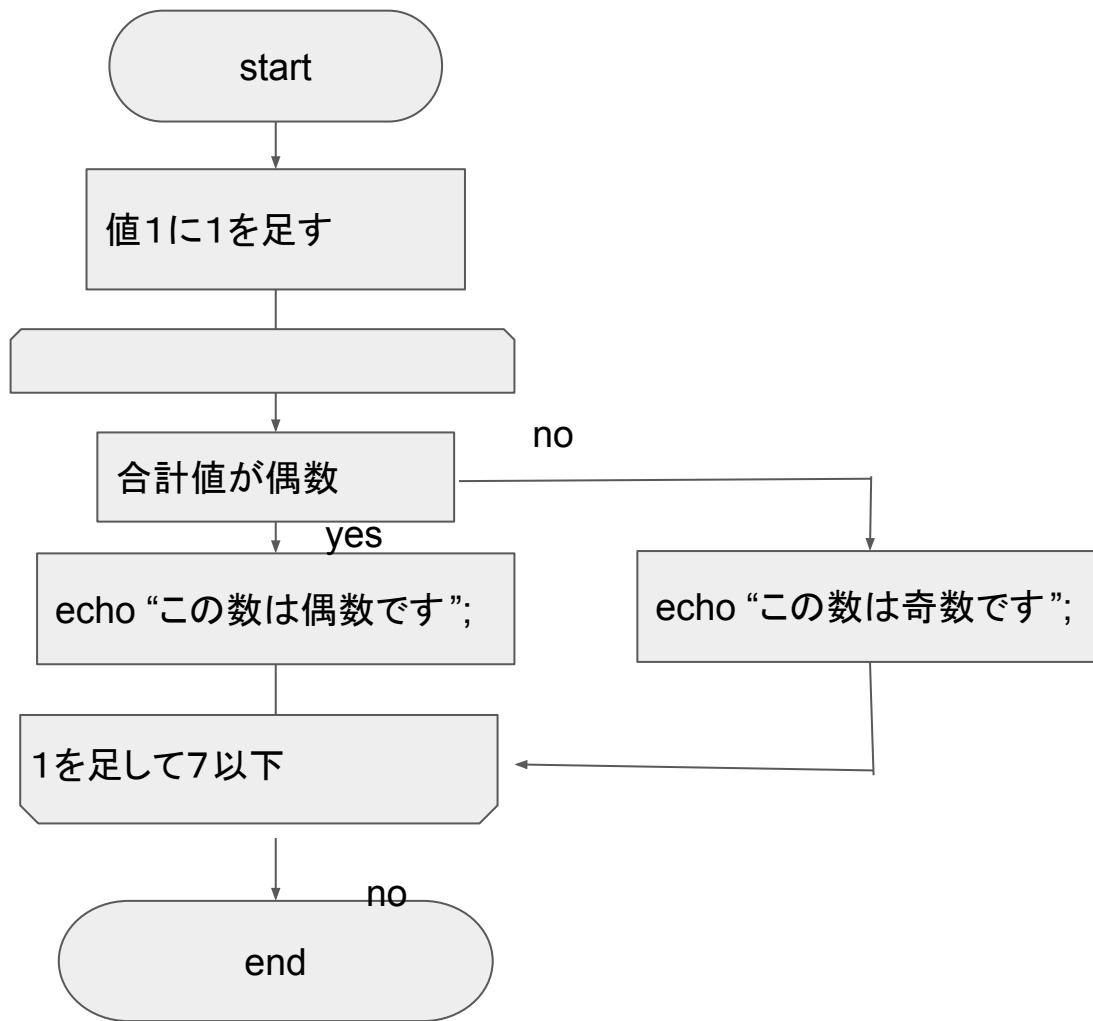 start
値１に１を足す
合計値が偶数
no
yes
echo “この数は偶数です”;
echo “この数は奇数です”;
１を足して７以下
no
end